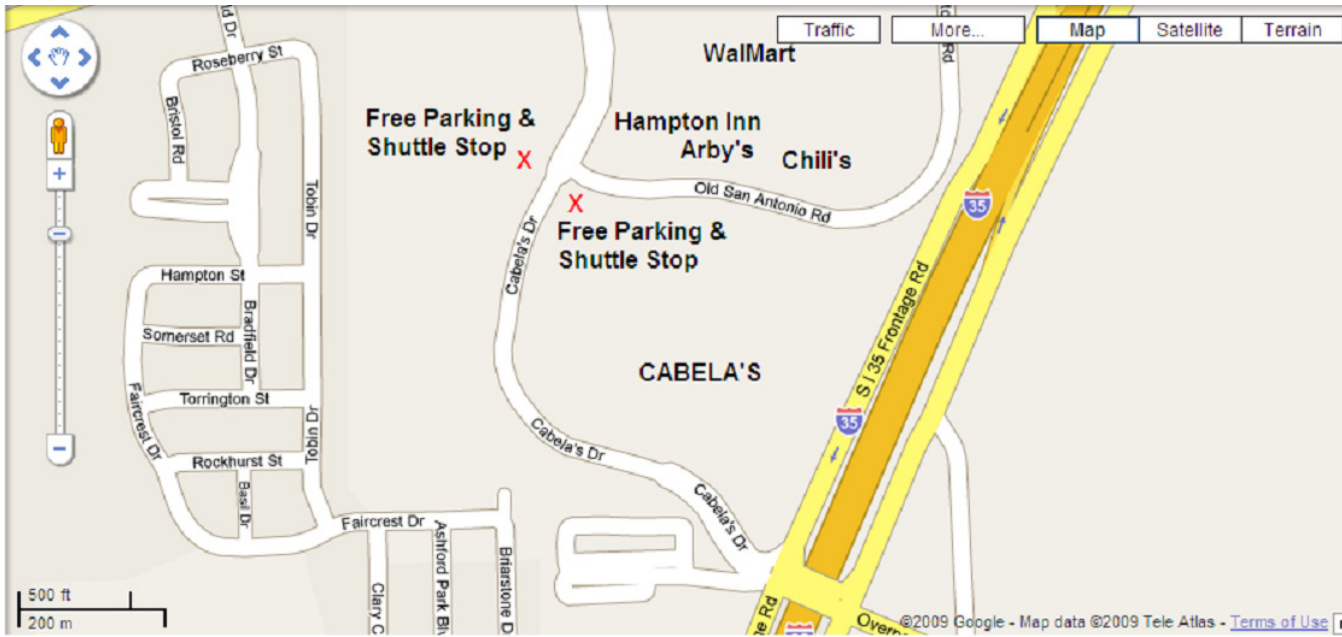 Traffic
More...
Map
Satellite
Terrain
Roseberry St
Bristol Rd
Tobin Dr
WalMart
Free Parking &
Shuttle Stop X
Hampton Inn
Arby's
Chili's
Old San Antonio Rd
35
X
Free Parking &
Shuttle Stop
Cabela's Dr
Hampton St
Bradfield Dr
Somerset Rd
S I 35 Frontage Rd
CABELA'S
Faircrest Dr
Torrington St
Tobin Dr
35
Cabela's Dr
Rockhurst St
Basil Dr
Cabela's Dr
Faircrest Dr
Ashford Park
Briarstone
Clary
500 ft
200 m
©2009 Google - Map data ©2009 Tele Atlas - Terms of Use